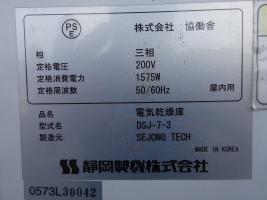 PS
E
株式会社 協働舎
相 三相
定格電圧 200V
定格消費電力 1575W
定格周波数 50/60Hz 屋内用
品名 電気乾燥庫
型式名 DSJ-7-3
製造元 SEJONG TECH
MADE IN KOREA
静岡製機株式会社
0573L30042